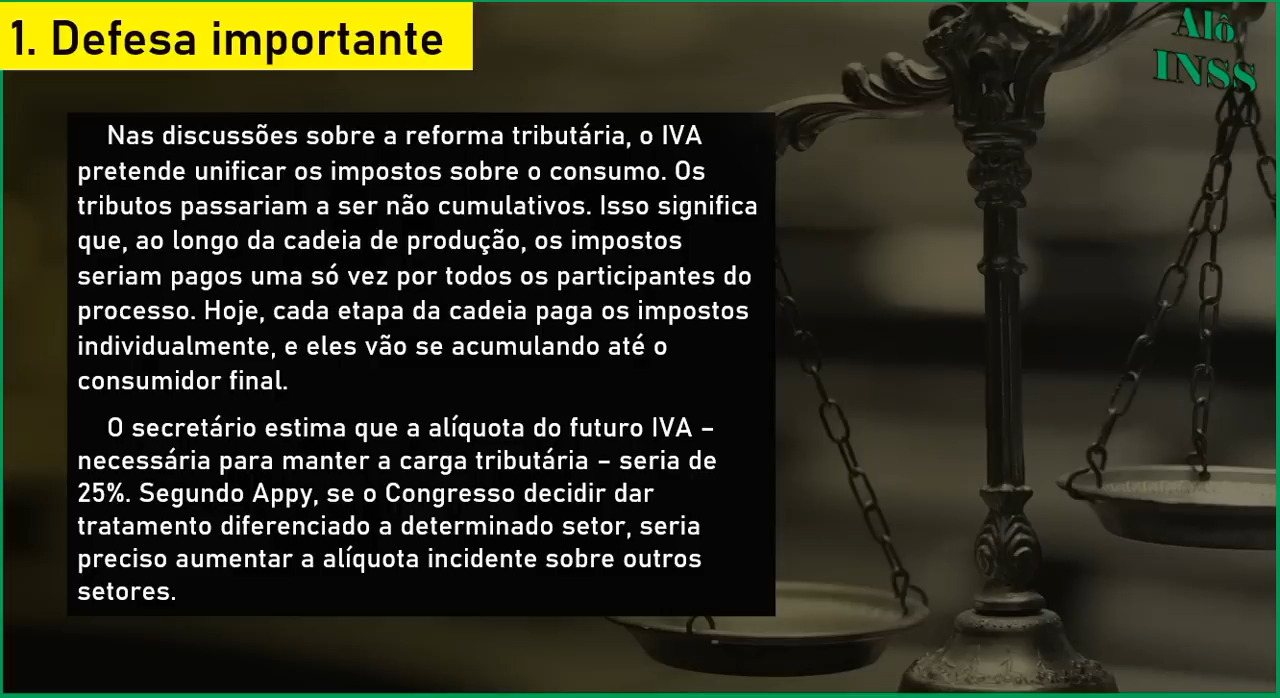 1. Defesa importante
Alô
INSS
Nas discussões sobre a reforma tributária, o IVA
pretende unificar os impostos sobre o consumo. Os
tributos passariam a ser não cumulativos. Isso significa
que, ao longo da cadeia de produção, os impostos
seriam pagos uma só vez por todos os participantes do
processo. Hoje, cada etapa da cadeia paga os impostos
individualmente, e eles vão se acumulando até o
consumidor final.
O secretário estima que a alíquota do futuro IVA –
necessária para manter a carga tributária – seria de
25%. Segundo Appy, se o Congresso decidir dar
tratamento diferenciado a determinado setor, seria
preciso aumentar a alíquota incidente sobre outros
setores.